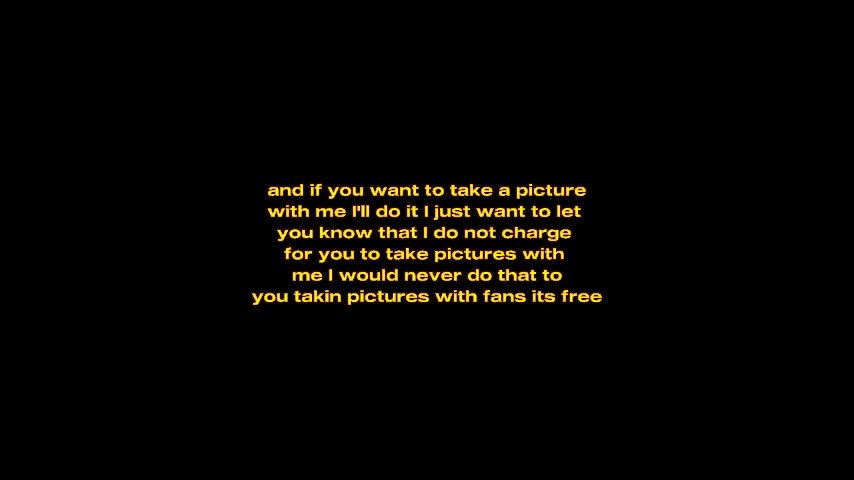 and if you want to take a picture
with me I'll do it I just want to let
you know that I do not charge
for you to take pictures with
me I would never do that to
you takin pictures with fans its free